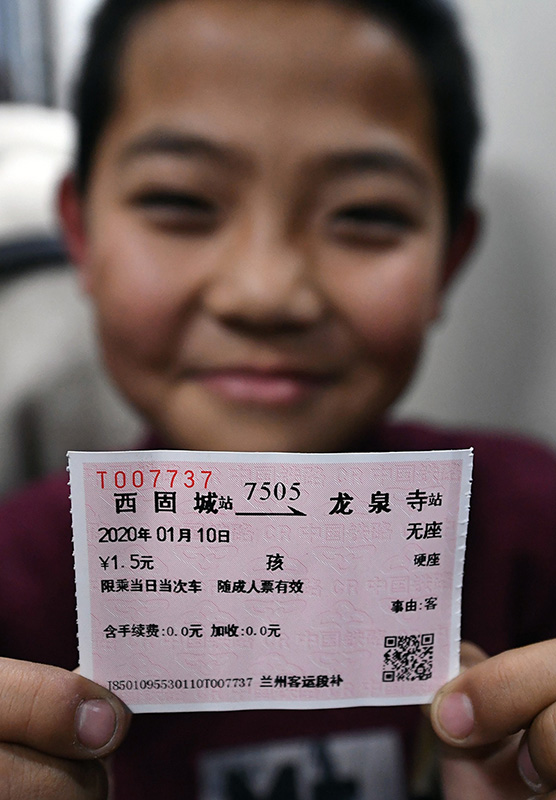 T007737
西固城站 7505 龙泉寺站
2020年01月10日 无座
¥1.5元 孩 硬座
限乘当日当次车 随成人票有效
事由:客
含手续费:0.0元 加收:0.0元
J8501095530110T007737 兰州客运段补